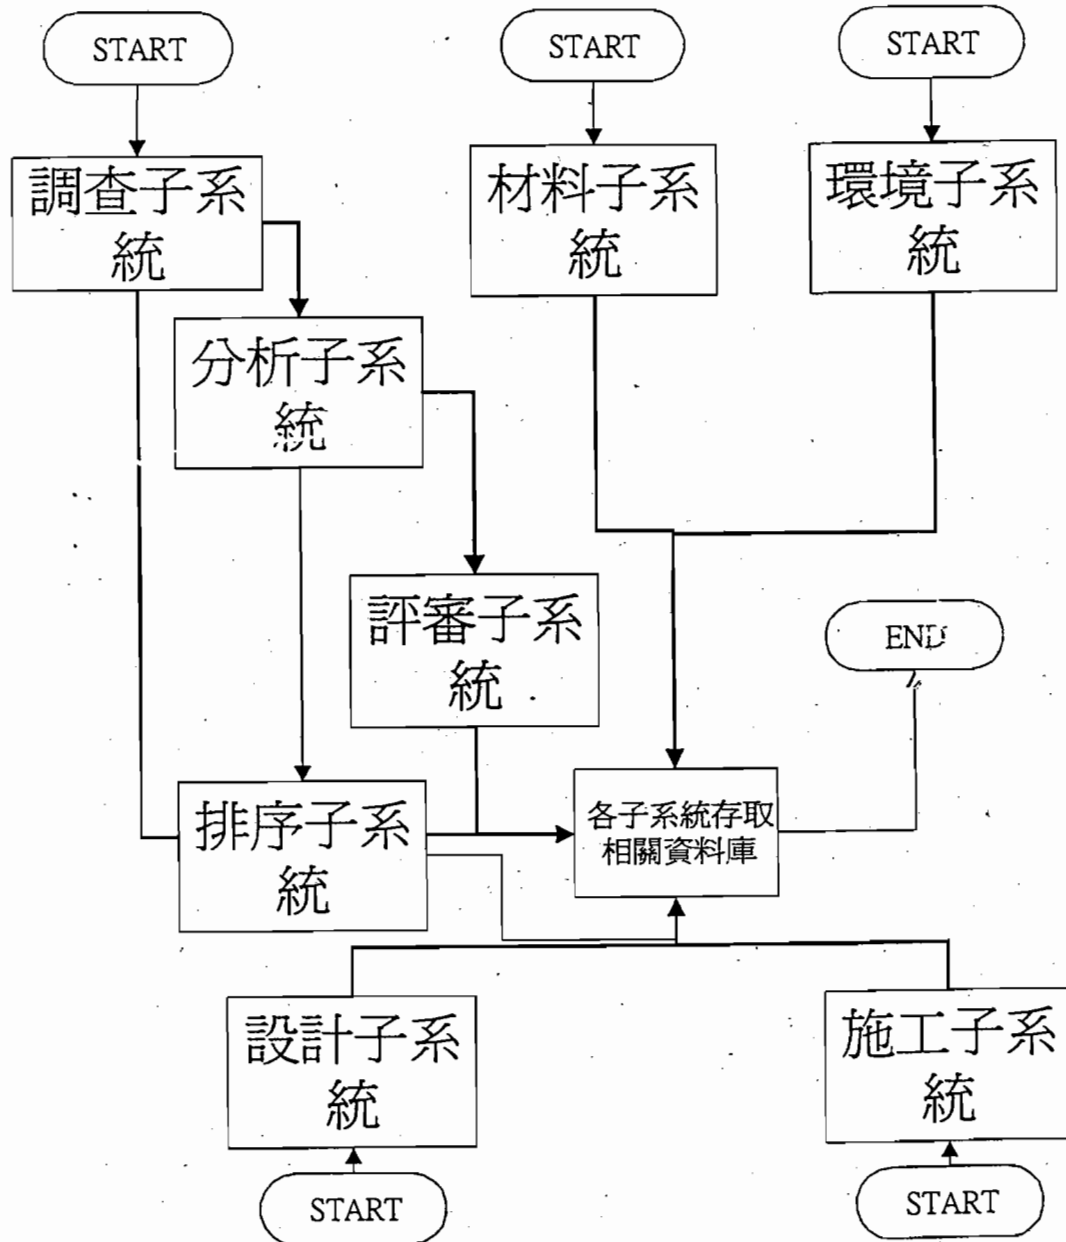 START
START
START
調查子系
統
材料子系
統
環境子系
統
分析子系
統
評審子系
統
END
排序子系
統
各子系統存取
相關資料庫
設計子系
統
施工子系
統
START
START